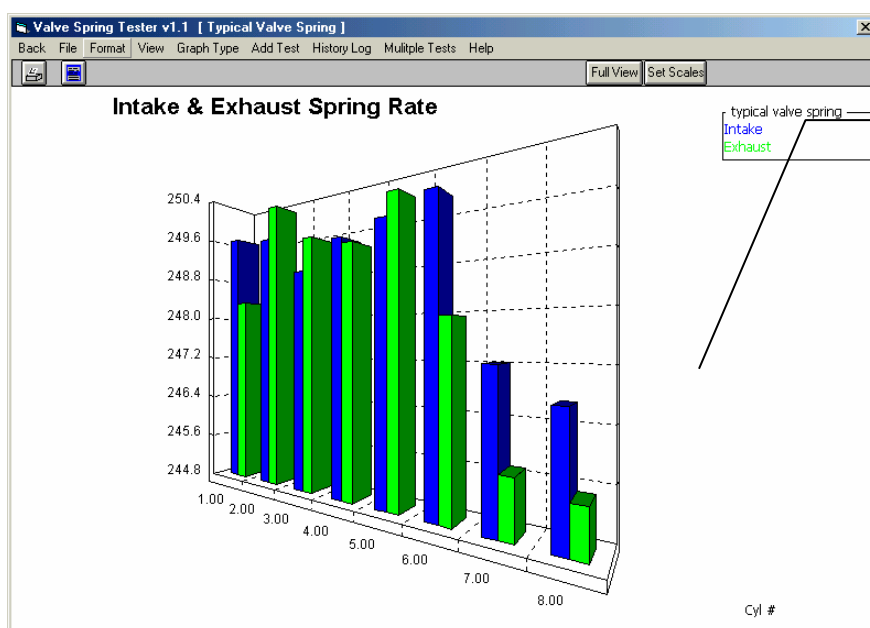 Valve Spring Tester v1.1 [ Typical Valve Spring ]
Back File Format View Graph Type Add Test History Log Mulitple Tests Help
Full View Set Scales
Intake & Exhaust Spring Rate
typical valve spring
Intake
Exhaust
250.4
249.6
248.8
248.0
247.2
246.4
245.6
244.8
1.00
2.00
3.00
4.00
5.00
6.00
7.00
8.00
Cyl #